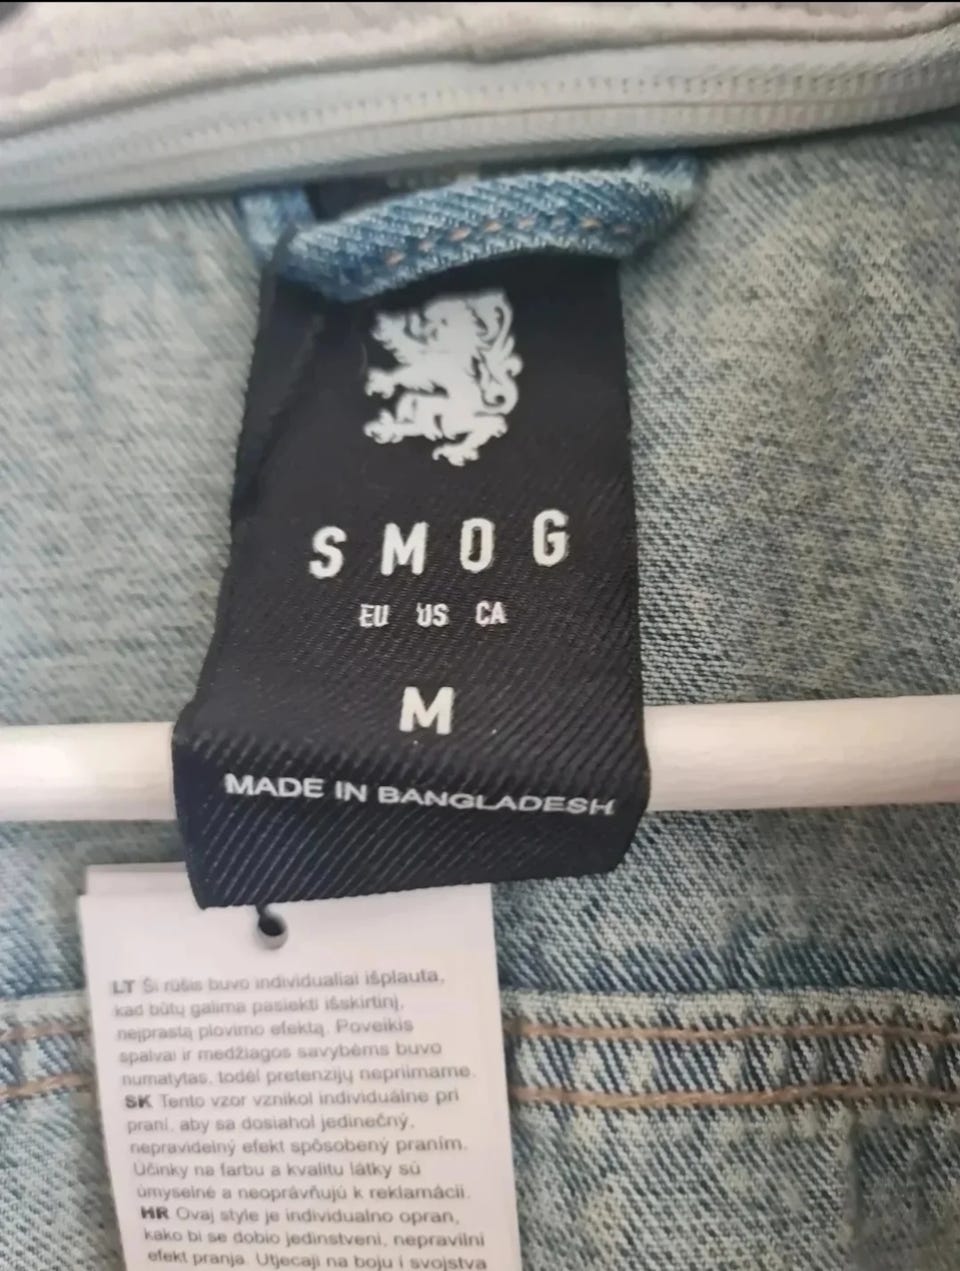 SMOG
EU US CA
M
MADE IN BANGLADESH
LT Ši rūšis buvo individualiai išplauta,
kad būtų galima pasiekti išskirtinį,
neįprastą plovimo efektą. Poveikis
spalvai ir medžiagos savybėms buvo
numatytas, todėl pretenzijų nepriimame.
SK Tento vzor vznikol individuálne pri
praní, aby sa dosiahol jedinečný,
nepravidelný efekt spôsobený praním.
Účinky na farbu a kvalitu látky sú
úmyselné a neoprávňujú k reklamácii.
HR Ovaj style je individualno opran,
kako bi se dobio jedinstveni, nepravilni
efekt pranja. Utjecaji na boju i svojstva